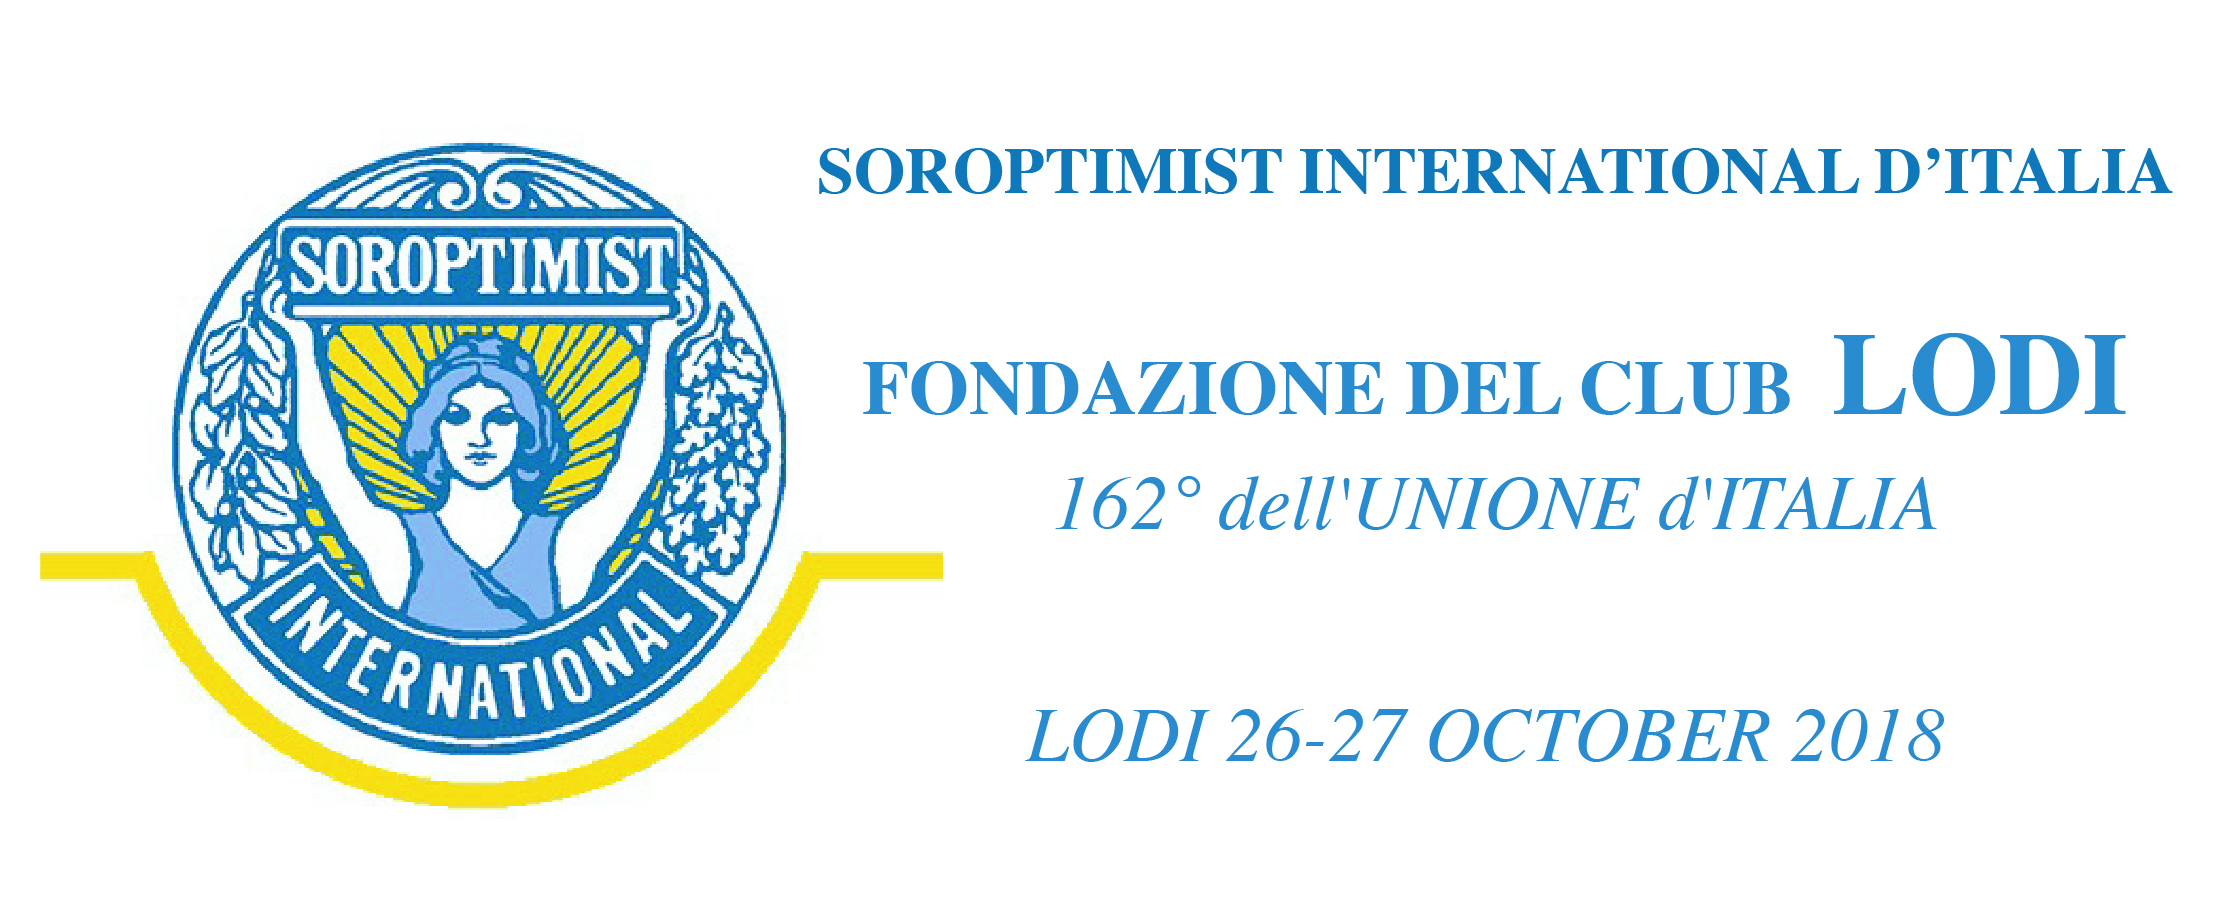 SOROPTIMIST
INTERNATIONAL
SOROPTIMIST INTERNATIONAL D’ITALIA
FONDAZIONE DEL CLUB LODI
162° dell'UNIONE d'ITALIA
LODI 26-27 OCTOBER 2018